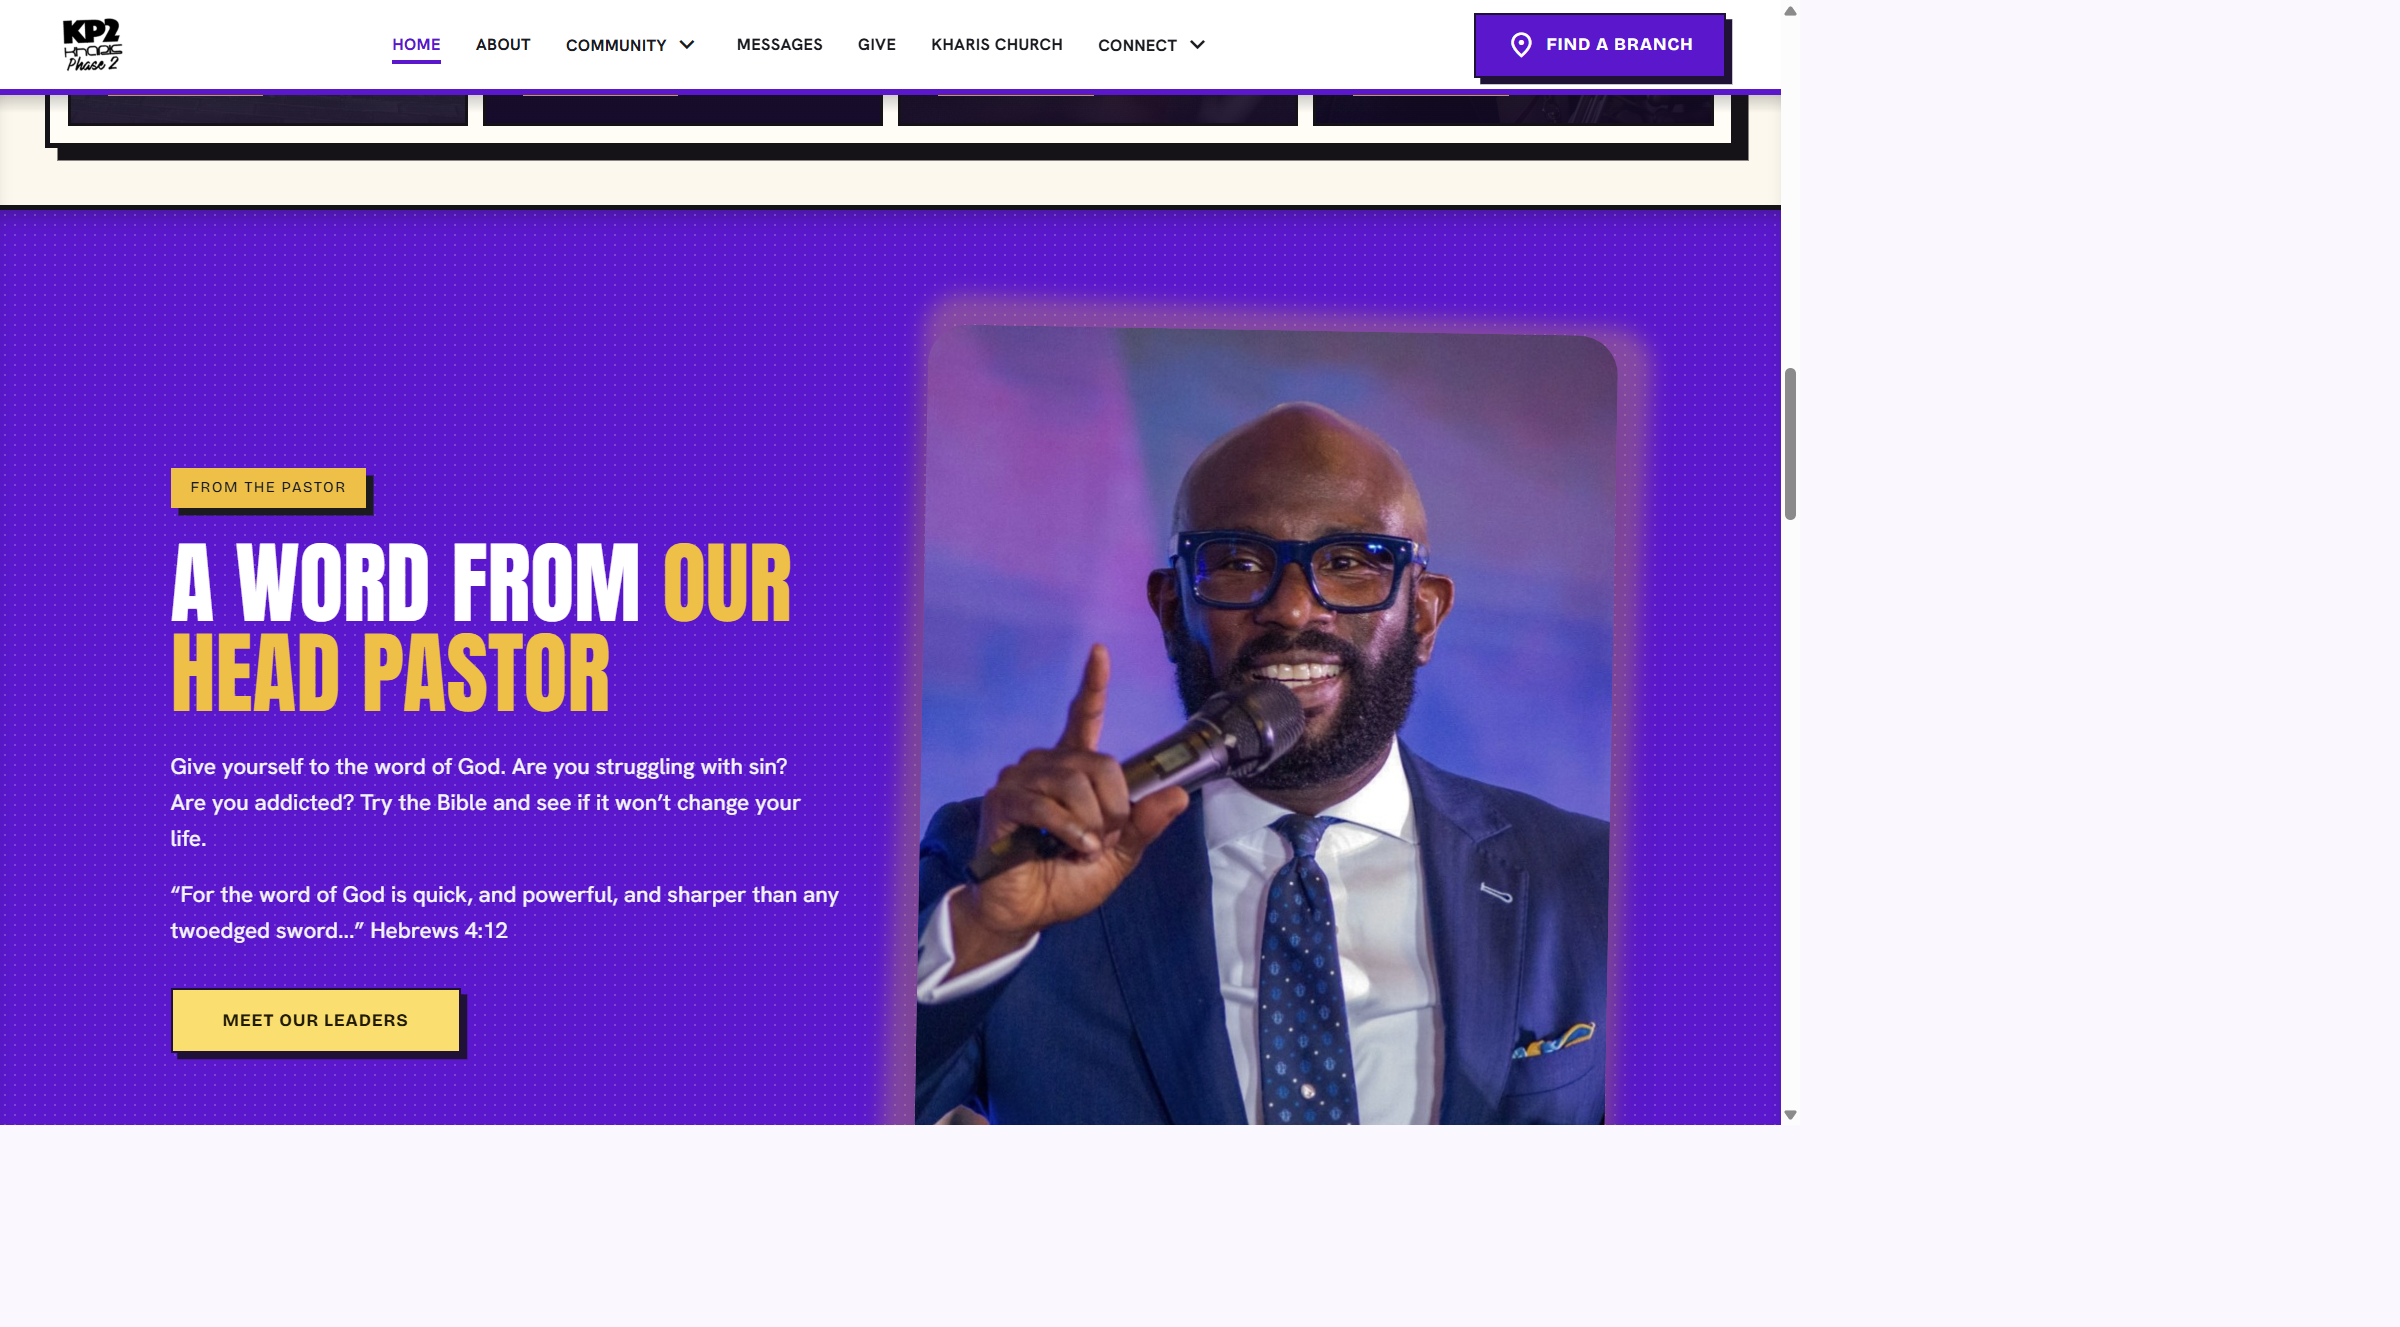 KP2
Kharis
Phase 2
HOME
ABOUT
COMMUNITY
MESSAGES
GIVE
KHARIS CHURCH
CONNECT
FIND A BRANCH
FROM THE PASTOR
A WORD FROM OUR
HEAD PASTOR
Give yourself to the word of God. Are you struggling with sin?
Are you addicted? Try the Bible and see if it won’t change your
life.
“For the word of God is quick, and powerful, and sharper than any
twoedged sword...” Hebrews 4:12
MEET OUR LEADERS